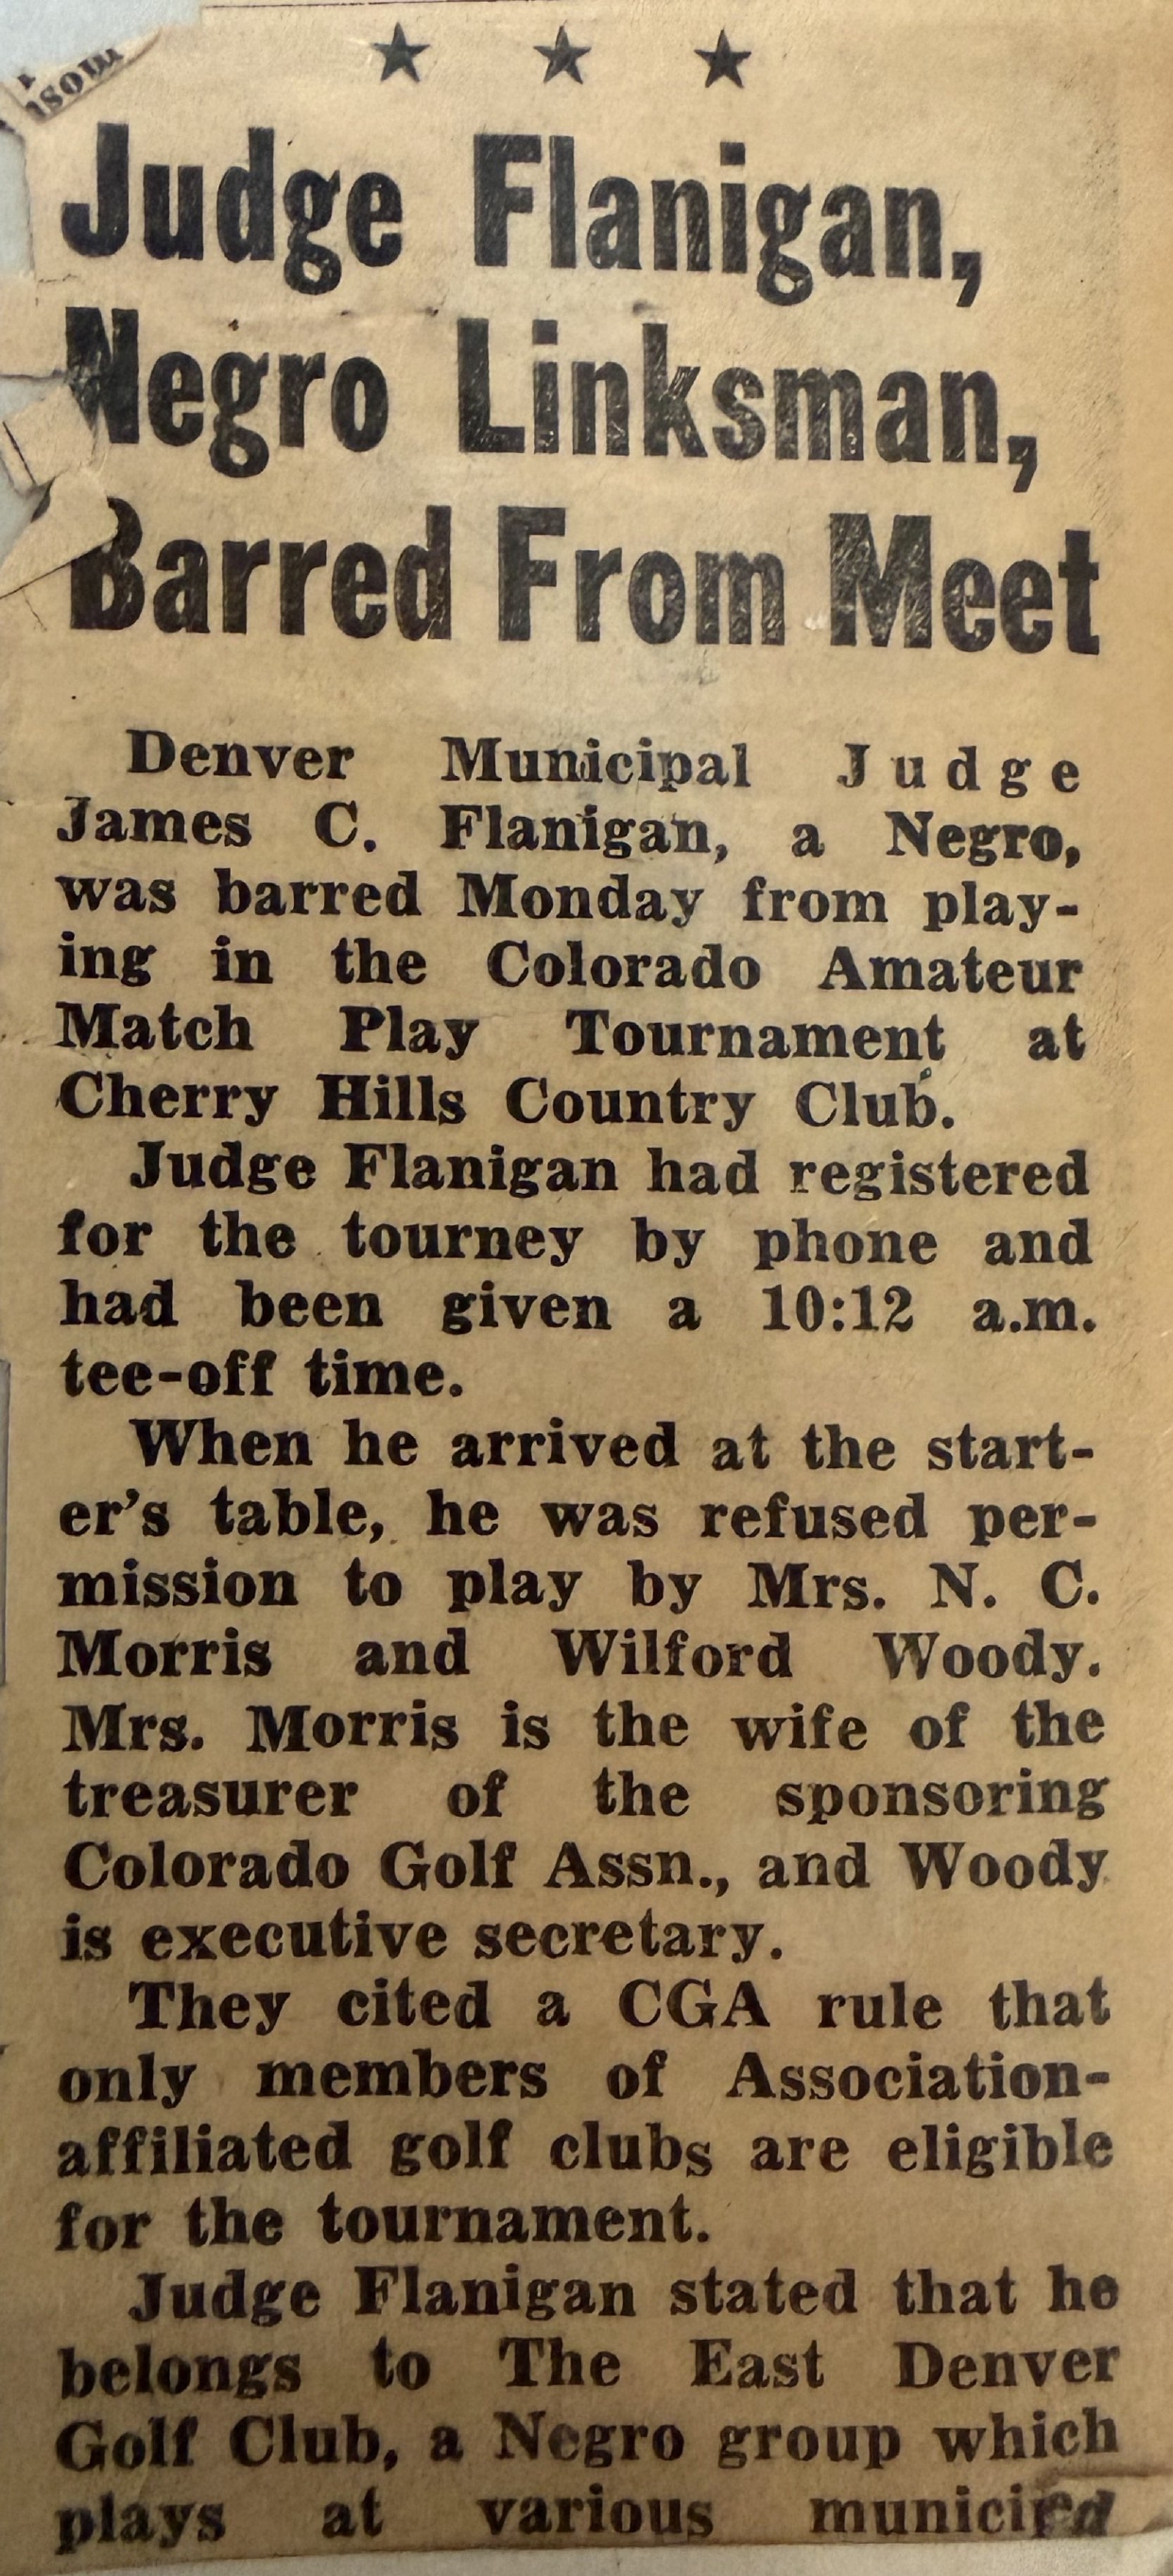 ★ ★ ★
Judge Flanigan,
Negro Linksman,
Barred From Meet
Denver Municipal Judge
James C. Flanigan, a Negro,
was barred Monday from play-
ing in the Colorado Amateur
Match Play Tournament at
Cherry Hills Country Club.
Judge Flanigan had registered
for the tourney by phone and
had been given a 10:12 a.m.
tee-off time.
When he arrived at the start-
er's table, he was refused per-
mission to play by Mrs. N. C.
Morris and Wilford Woody.
Mrs. Morris is the wife of the
treasurer of the sponsoring
Colorado Golf Assn., and Woody
is executive secretary.
They cited a CGA rule that
only members of Association-
affiliated golf clubs are eligible
for the tournament.
Judge Flanigan stated that he
belongs to The East Denver
Golf Club, a Negro group which
plays at various